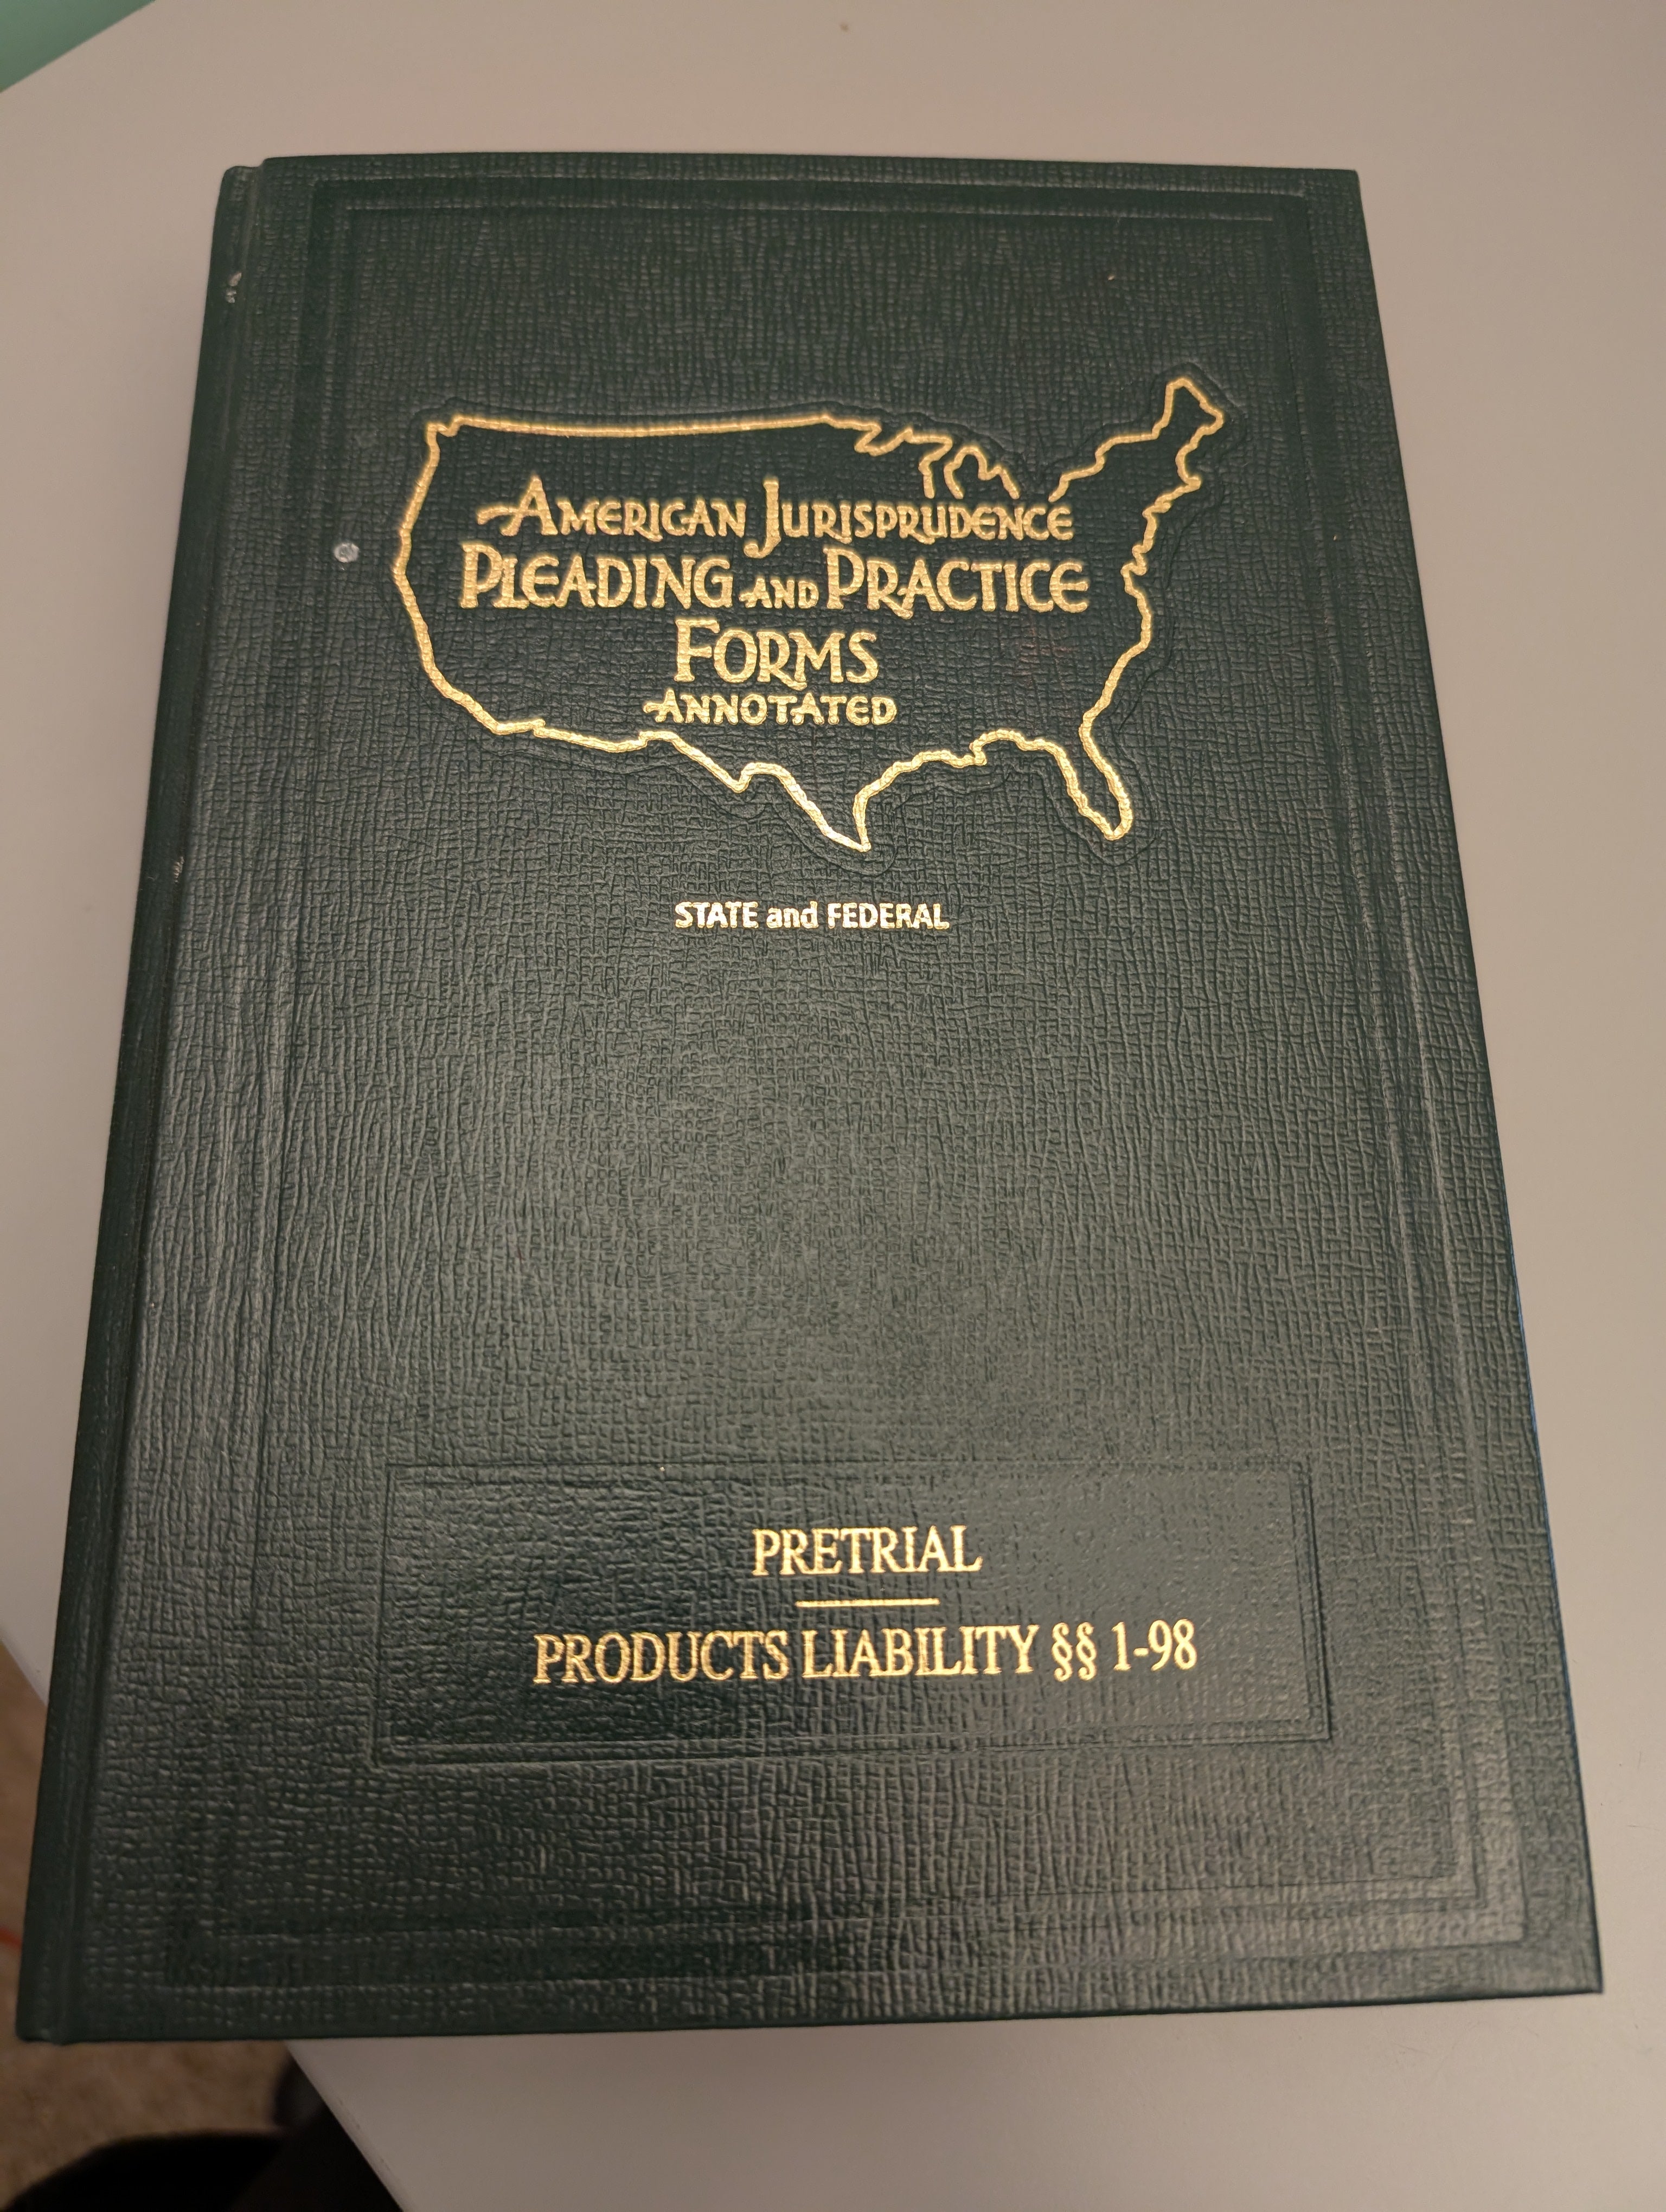 AMERICAN JURISPRUDENCE
PLEADING AND PRACTICE
FORMS
ANNOTATED
STATE and FEDERAL
PRETRIAL
PRODUCTS LIABILITY §§ 1-98